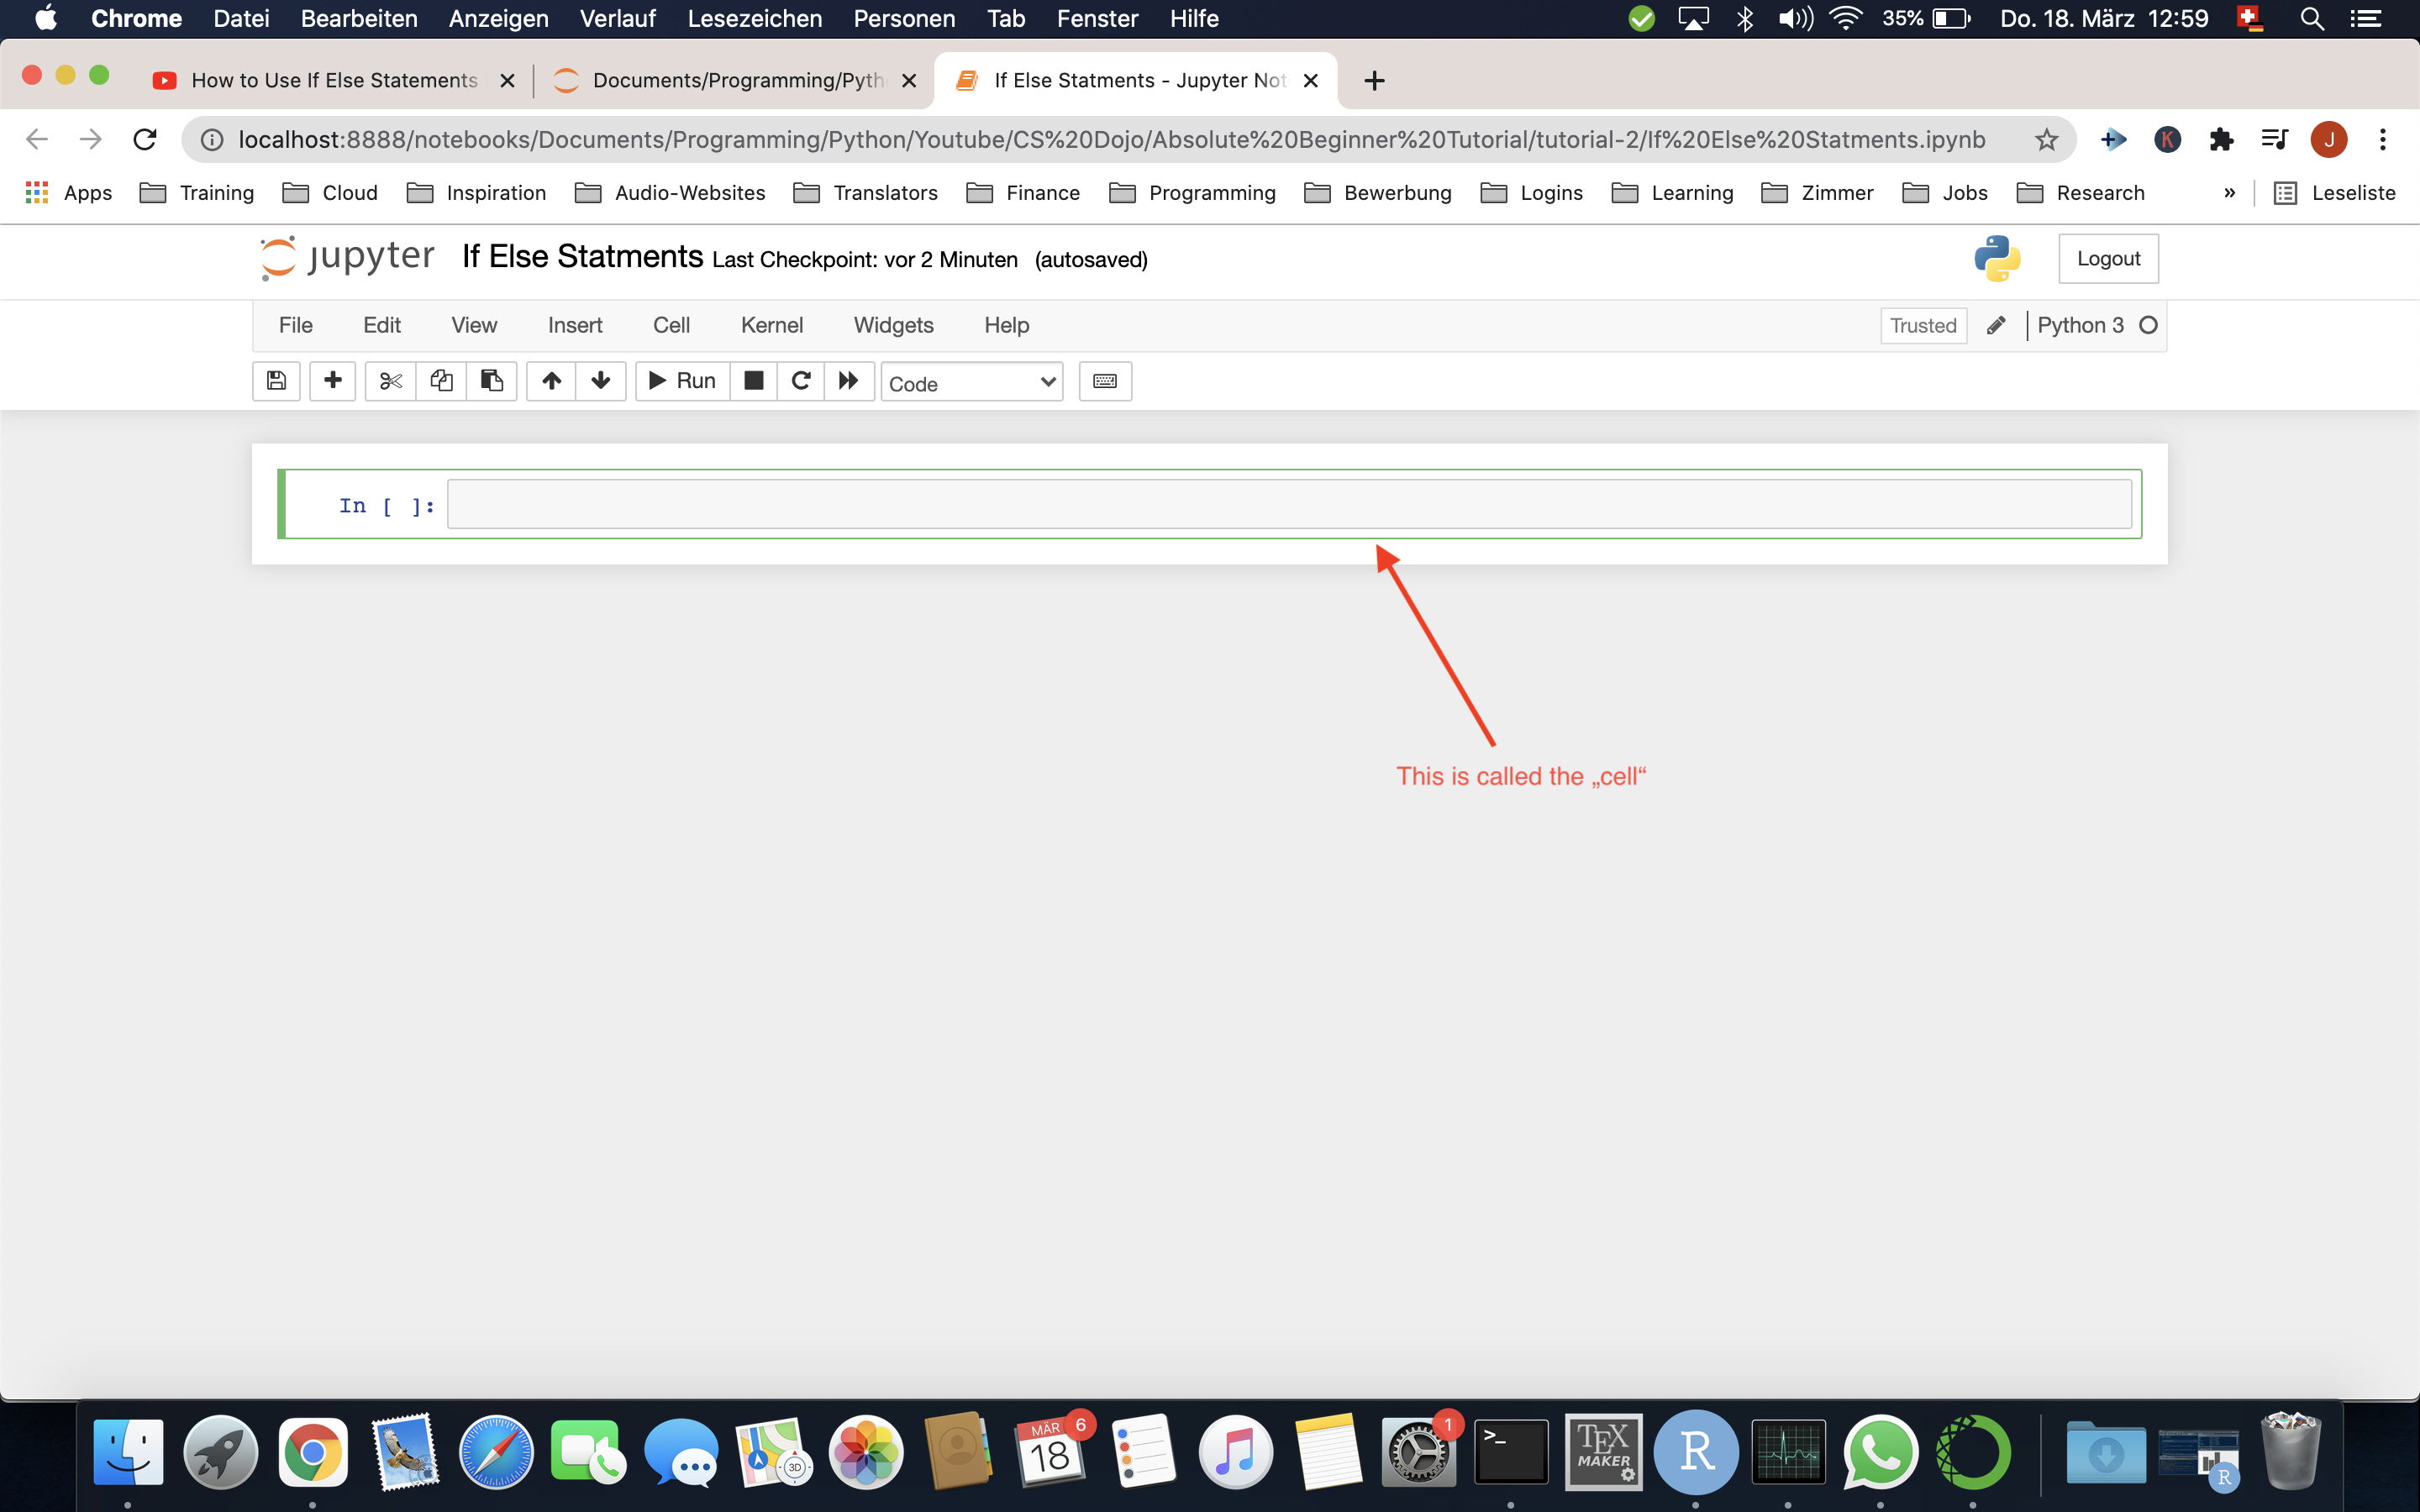 Chrome Datei Bearbeiten Anzeigen Verlauf Lesezeichen Personen Tab Fenster Hilfe 35% Do. 18. März 12:59
How to Use If Else Statements Documents/Programming/Pyth If Else Statments - Jupyter Not
localhost:8888/notebooks/Documents/Programming/Python/Youtube/CS%20Dojo/Absolute%20Beginner%20Tutorial/tutorial-2/If%20Else%20Statments.ipynb K J
Apps Training Cloud Inspiration Audio-Websites Translators Finance Programming Bewerbung Logins Learning Zimmer Jobs Research » Leseliste
jupyter If Else Statments Last Checkpoint: vor 2 Minuten (autosaved) Logout
File Edit View Insert Cell Kernel Widgets Help Trusted Python 3
Run Code
In [ ]:
This is called the „cell“
MÄR 6 1 >_ TEX
18 3D MAKER R R